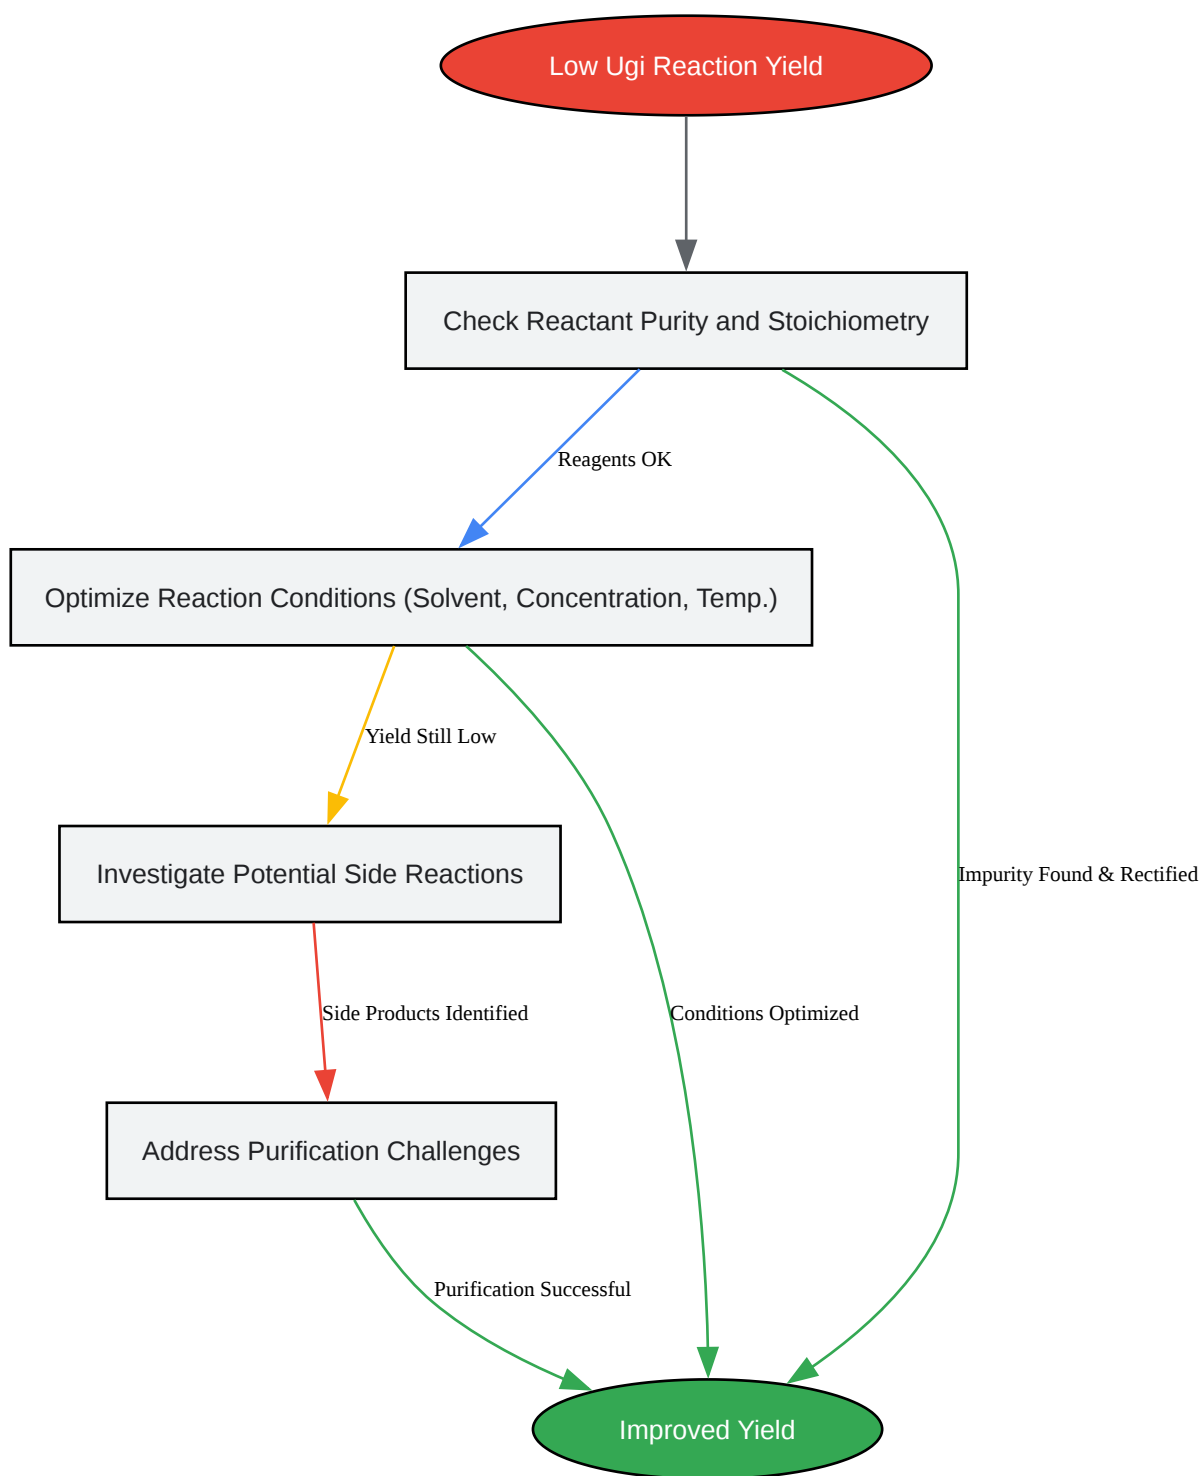 Low Ugi Reaction Yield
Check Reactant Purity and Stoichiometry
Reagents OK
Optimize Reaction Conditions (Solvent, Concentration, Temp.)
Yield Still Low
Investigate Potential Side Reactions
Impurity Found & Rectified
Side Products Identified
Conditions Optimized
Address Purification Challenges
Purification Successful
Improved Yield